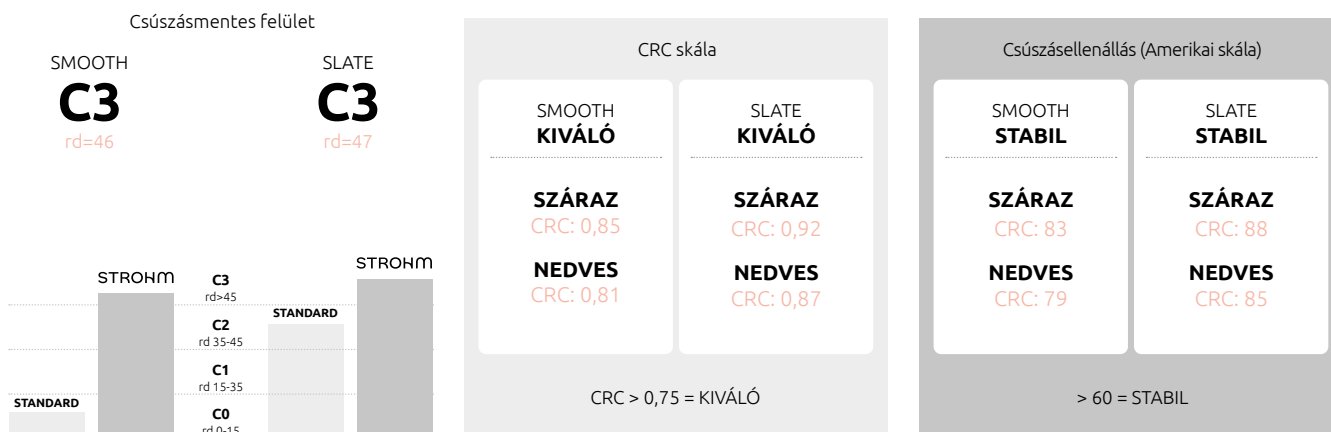 Csúszásmentes felület
SMOOTH
C3
rd=46
SLATE
C3
rd=47
STROHM
STROHM
C3
rd>45
STANDARD
C2
rd 35-45
C1
rd 15-35
STANDARD
C0
rd 0-15
CRC skála
SMOOTH
KIVÁLÓ
SZÁRAZ
CRC: 0,85
NEDVES
CRC: 0,81
SLATE
KIVÁLÓ
SZÁRAZ
CRC: 0,92
NEDVES
CRC: 0,87
CRC > 0,75 = KIVÁLÓ
Csúszásellenállás (Amerikai skála)
SMOOTH
STABIL
SZÁRAZ
CRC: 83
NEDVES
CRC: 79
SLATE
STABIL
SZÁRAZ
CRC: 88
NEDVES
CRC: 85
> 60 = STABIL